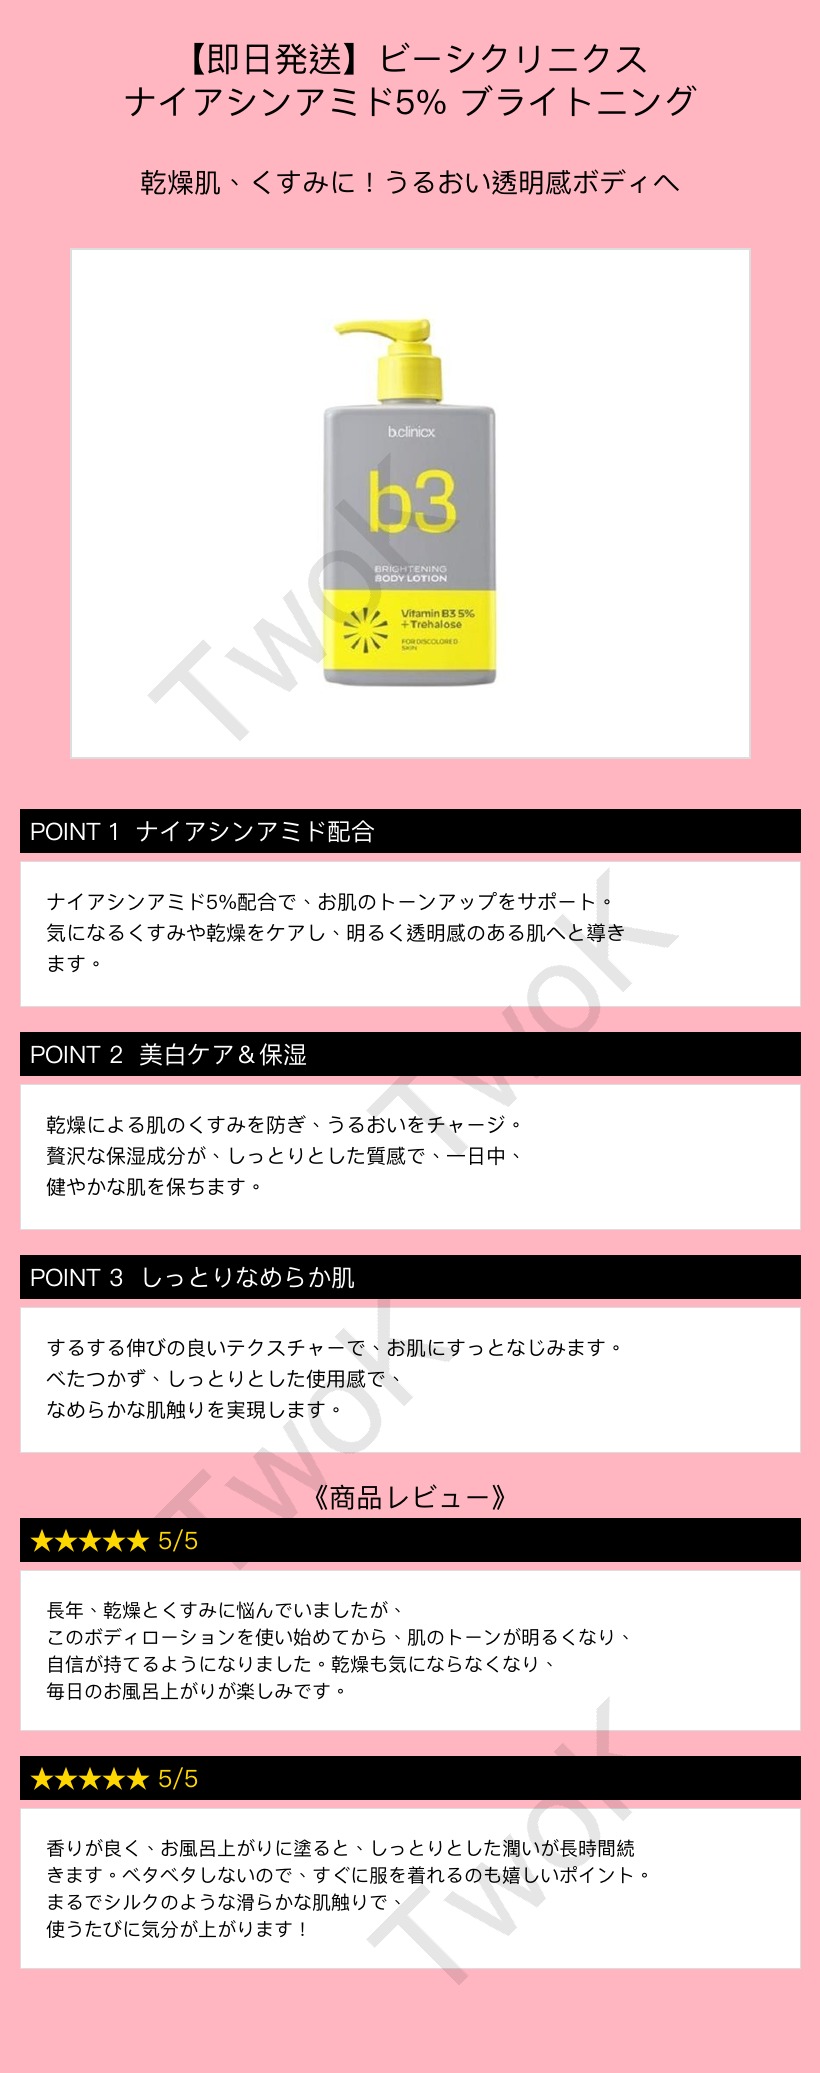 【即日発送】ビーシクリニクス
ナイアシンアミド5% ブライトニング
乾燥肌、くすみに！うるおい透明感ボディへ
b.clinicx
b3
BRIGHTENING
BODY LOTION
Vitamin B3 5%
+Trehalose
FOR DISCOLORED
SKIN
TwoK
POINT 1 ナイアシンアミド配合
ナイアシンアミド5%配合で、お肌のトーンアップをサポート。
気になるくすみや乾燥をケアし、明るく透明感のある肌へと導き
ます。
TwoK
POINT 2 美白ケア＆保湿
乾燥による肌のくすみを防ぎ、うるおいをチャージ。
贅沢な保湿成分が、しっとりとした質感で、一日中、
健やかな肌を保ちます。
POINT 3 しっとりなめらか肌
するする伸びの良いテクスチャーで、お肌にすっとなじみます。
べたつかず、しっとりとした使用感で、
なめらかな肌触りを実現します。
TwoK
《商品レビュー》
★★★★★ 5/5
長年、乾燥とくすみに悩んでいましたが、
このボディローションを使い始めてから、肌のトーンが明るくなり、
自信が持てるようになりました。乾燥も気にならなくなり、
毎日のお風呂上がりが楽しみです。
★★★★★ 5/5
香りが良く、お風呂上がりに塗ると、しっとりとした潤いが長時間続
きます。ベタベタしないので、すぐに服を着れるのも嬉しいポイント。
まるでシルクのような滑らかな肌触りで、
使うたびに気分が上がります！
TwoK